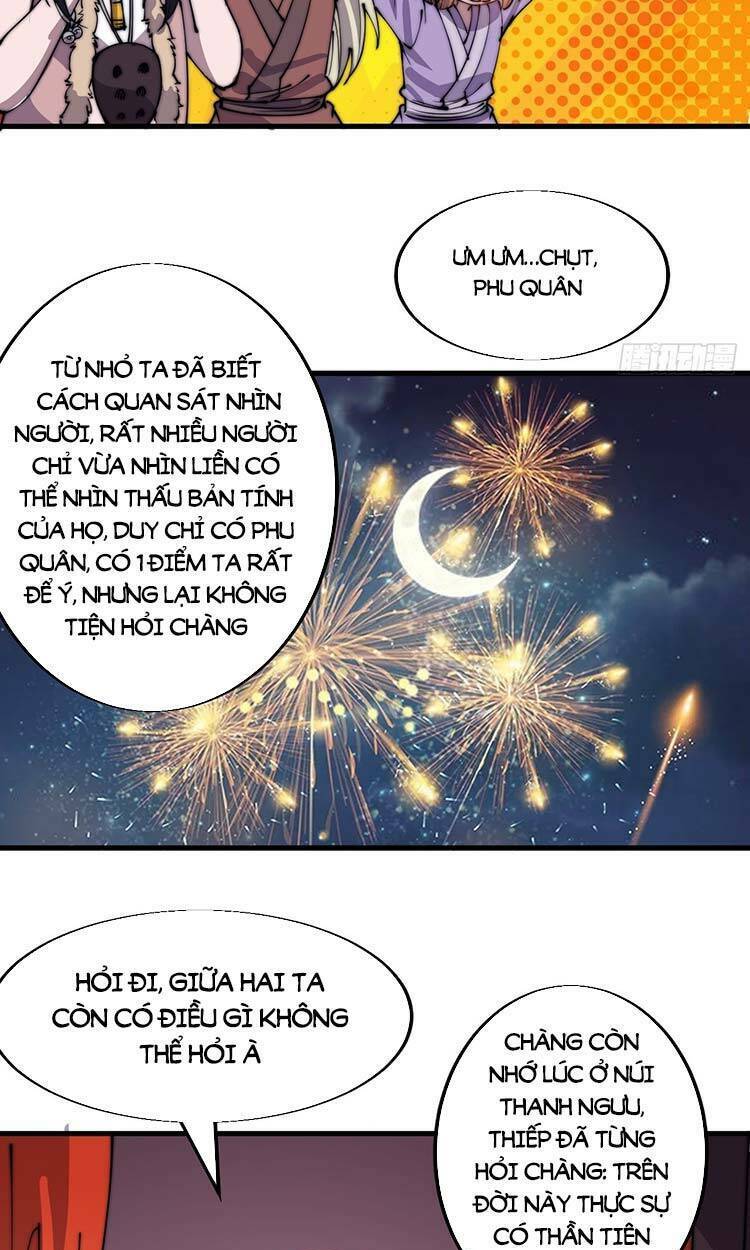 ƯM ƯM...CHỤT,
PHU QUÂN
腾讯动漫
TỪ NHỎ TA ĐÃ BIẾT
CÁCH QUAN SÁT NHÌN
NGƯỜI, RẤT NHIỀU NGƯỜI
CHỈ VỪA NHÌN LIỀN CÓ
THỂ NHÌN THẤU BẢN TÍNH
CỦA HỌ, DUY CHỈ CÓ PHU
QUÂN, CÓ 1 ĐIỂM TA RẤT
ĐỂ Ý, NHƯNG LẠI KHÔNG
TIỆN HỎI CHÀNG
HỎI ĐI, GIỮA HAI TA
CÒN CÓ ĐIỀU GÌ KHÔNG
THỂ HỎI À
CHÀNG CÒN
NHỚ LÚC Ở NÚI
THANH NGƯU,
THIẾP ĐÃ TỪNG
HỎI CHÀNG: TRÊN
ĐỜI NÀY THỰC SỰ
CÓ THẦN TIÊN